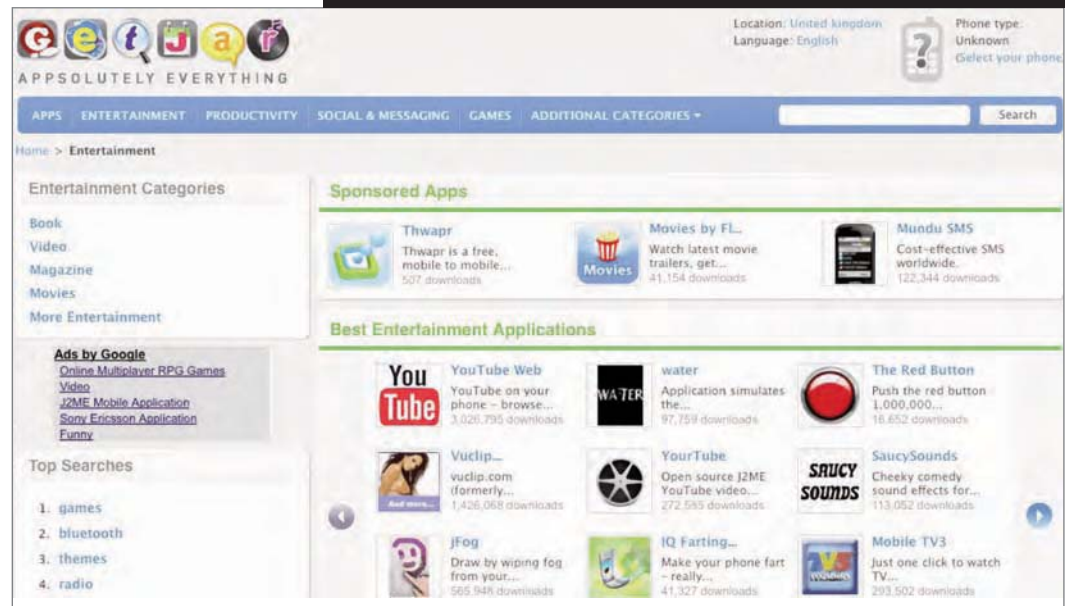 GetJar
APPSOLUTELY EVERYTHING
Location: United kingdom
Language: English
Phone type:
Unknown
(Select your phone
APPS ENTERTAINMENT PRODUCTIVITY SOCIAL & MESSAGING GAMES ADDITIONAL CATEGORIES
Search
Home > Entertainment
Entertainment Categories
Book
Video
Magazine
Movies
More Entertainment
Ads by Google
Online Multiplayer RPG Games
Video
J2ME Mobile Application
Sony Ericsson Application
Funny
Top Searches
1. games
2. bluetooth
3. themes
4. radio
Sponsored Apps
Thwapr
Thwapr is a free,
mobile to mobile...
507 downloads
Movies
Movies by Fl...
Watch latest movie
trailers, get...
41,154 downloads
Mundu SMS
Cost-effective SMS
worldwide.
122,344 downloads
Best Entertainment Applications
You
Tube
YouTube Web
YouTube on your
phone - browse...
3,026,795 downloads
WATER
water
Application simulates
the...
97,759 downloads
The Red Button
Push the red button
1,000,000...
16,652 downloads
And more...
Vuclip...
vuclip.com
(formerly...
1,426,068 downloads
YourTube
Open source J2ME
YouTube video...
272,555 downloads
SAUCY
SOUNDS
SaucySounds
Cheeky comedy
sound effects for...
113,052 downloads
jFog
Draw by wiping fog
from your...
565,948 downloads
IQ Farting...
Make your phone fart
- really...
41,327 downloads
Mobile TV3
Just one click to watch
TV...
293,502 downloads